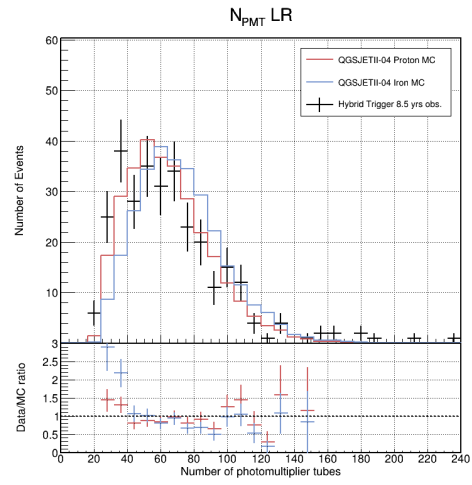 N_PMT LR
QGSJETII-04 Proton MC
QGSJETII-04 Iron MC
Hybrid Trigger 8.5 yrs obs.
Number of Events
60
50
40
30
20
10
3
2.5
2
1.5
1
0.5
0
Data/MC ratio
0 20 40 60 80 100 120 140 160 180 200 220 240
Number of photomultiplier tubes